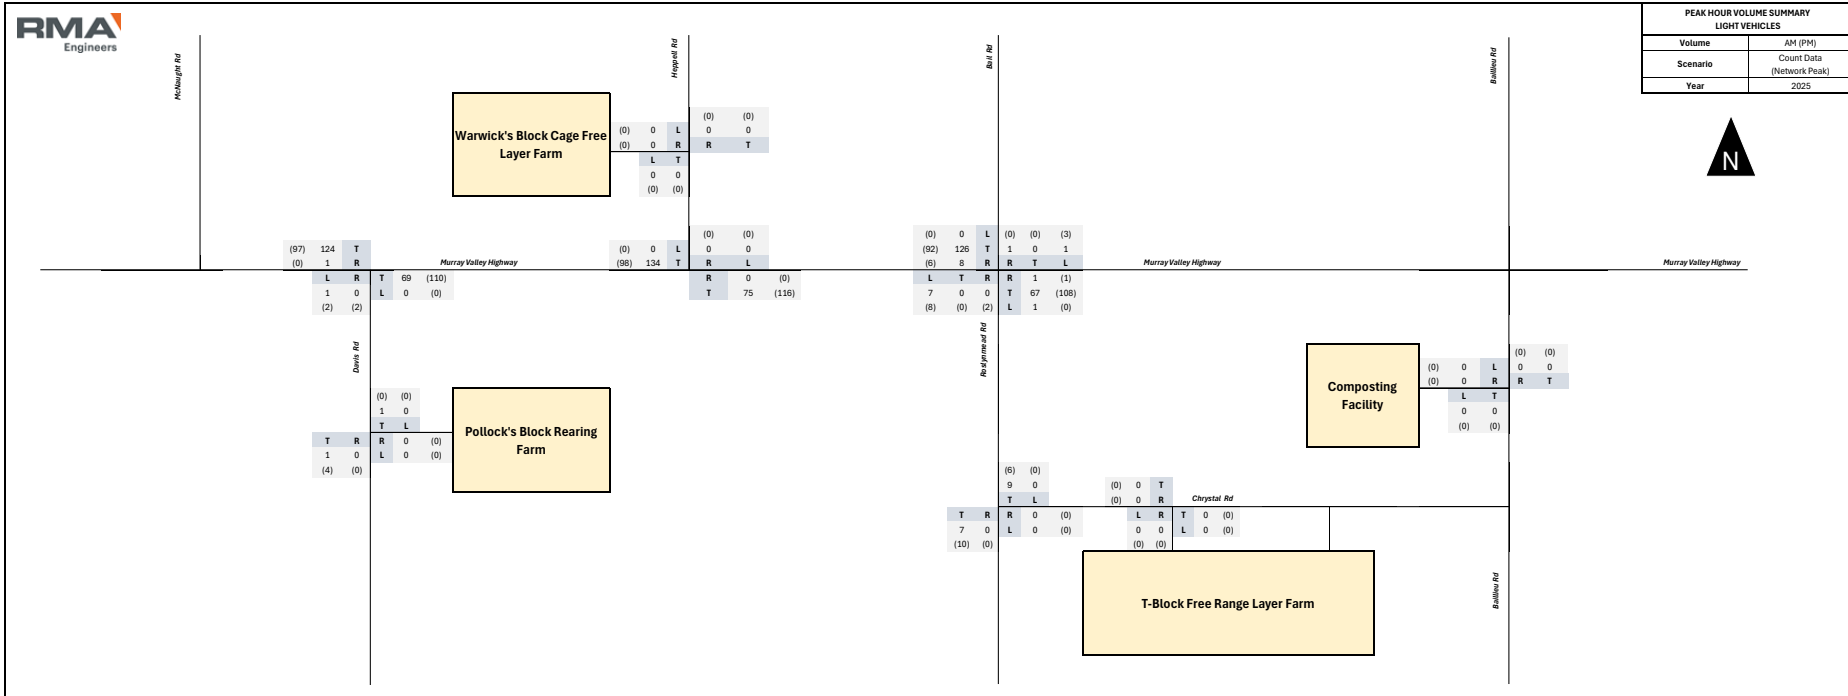 RMA
Engineers
PEAK HOUR VOLUME SUMMARY
LIGHT VEHICLES
Volume AM (PM)
Scenario Count Data
(Network Peak)
Year 2025
N
McNaught Rd
Heppell Rd
Ball Rd
Baillieu Rd
Warwick's Block Cage Free
Layer Farm
(0) (0)
(0) 0 L 0 0
(0) 0 R R T
L T
0 0
(0) (0)
(97) 124 T
(0) 1 R
Murray Valley Highway
L R T 69 (110)
1 0 L 0 (0)
(2) (2)
(0) (0)
(0) 0 L 0 0
(98) 134 T R L
R 0 (0)
T 75 (116)
(0) 0 L (0) (0) (3)
(92) 126 T 1 0 1
(6) 8 R R T L
L T R R 1 (1)
7 0 0 T 67 (108)
(8) (0) (2) L 1 (0)
Murray Valley Highway
Murray Valley Highway
Davis Rd
Roslynmead Rd
(0) (0)
1 0
T L
T R R 0 (0)
1 0 L 0 (0)
(4) (0)
Pollock's Block Rearing
Farm
Composting
Facility
(0) (0)
(0) 0 L 0 0
(0) 0 R R T
L T
0 0
(0) (0)
(6) (0)
9 0
T L
T R R 0 (0)
7 0 L 0 (0)
(10) (0)
(0) 0 T
(0) 0 R
Chrystal Rd
L R T 0 (0)
0 0 L 0 (0)
(0) (0)
T-Block Free Range Layer Farm
Baillieu Rd